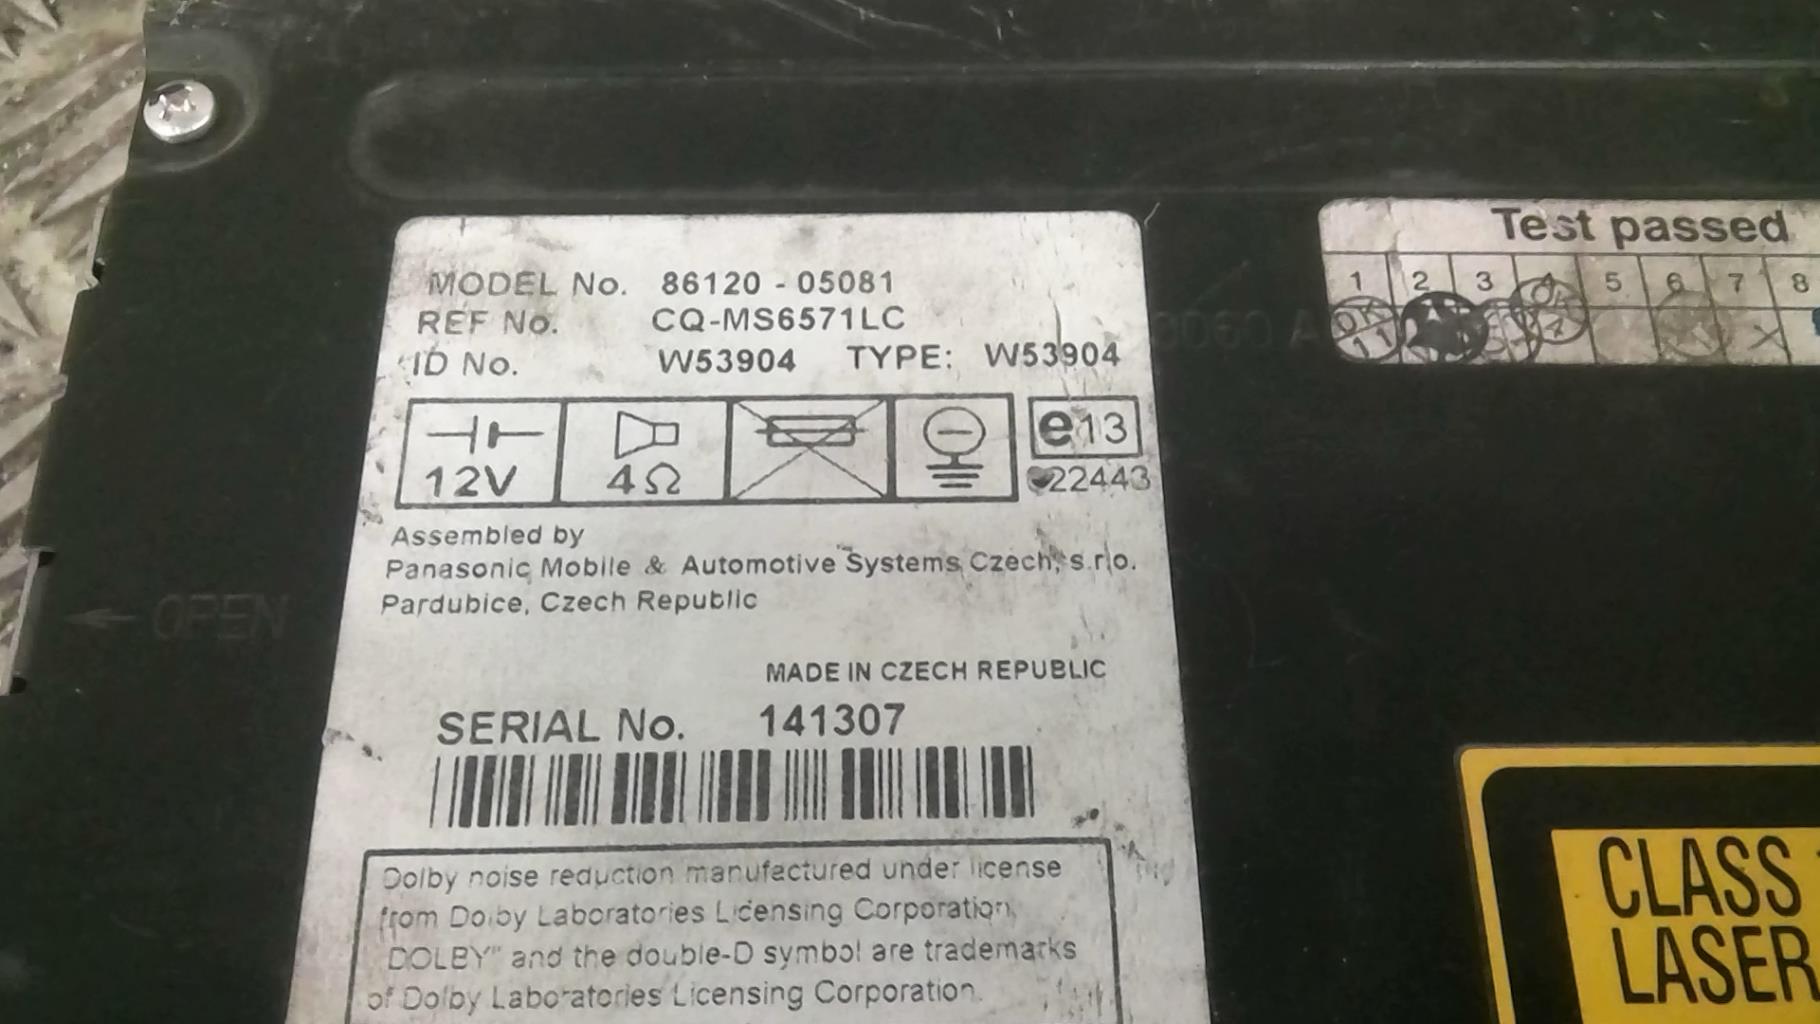 MODEL No. 86120 - 05081
REF No. CQ-MS6571LC
ID No. W53904 TYPE: W53904
12V 4Ω e13
22443
Assembled by
Panasonic Mobile & Automotive Systems Czech, s.r.o.
Pardubice, Czech Republic
MADE IN CZECH REPUBLIC
SERIAL No. 141307
Dolby noise reduction manufactured under license
from Dolby Laboratories Licensing Corporation.
DOLBY" and the double-D symbol are trademarks
of Dolby Laboratories Licensing Corporation.
Test passed
1 2 3 4 5 6 7 8
OK
11
OPEN
CLASS
LASER